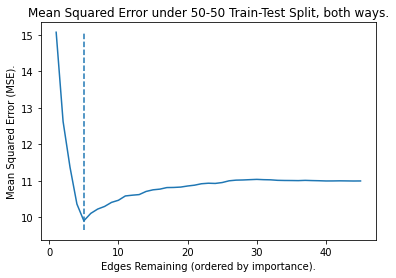 Mean Squared Error under 50-50 Train-Test Split, both ways.
Mean Squared Error (MSE).
15
14
13
12
11
10
0 10 20 30 40
Edges Remaining (ordered by importance).